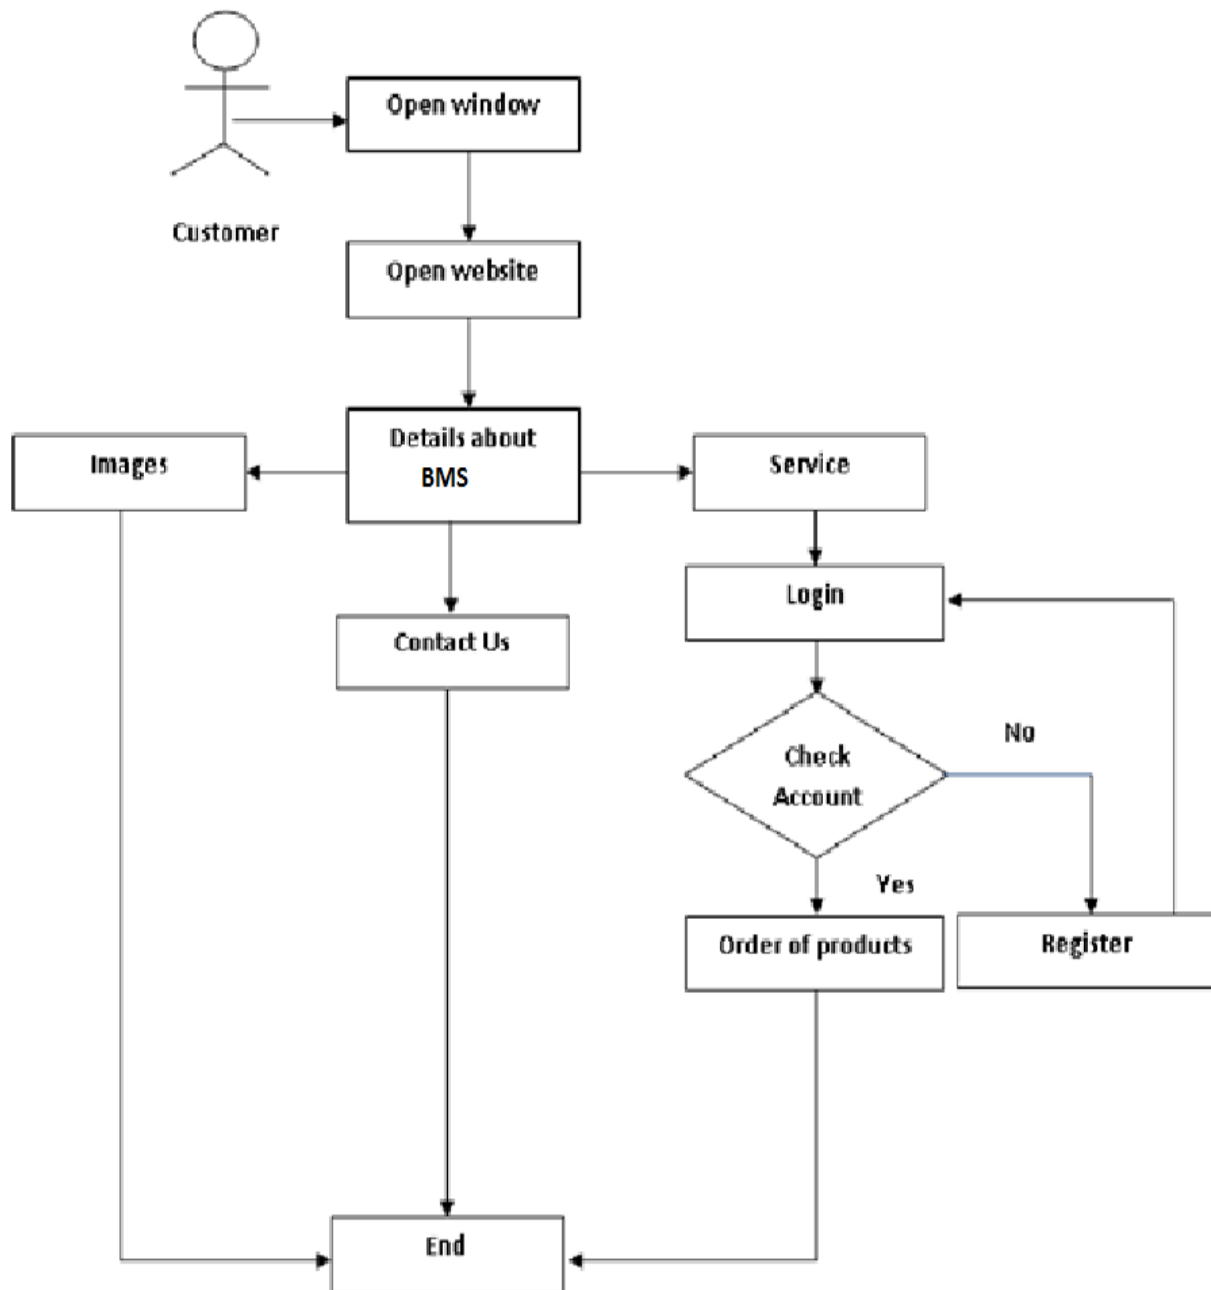 Open window
Customer
Open website
Details about
BMS
Images
Service
Login
Contact Us
No
Check
Account
Yes
Order of products
Register
End